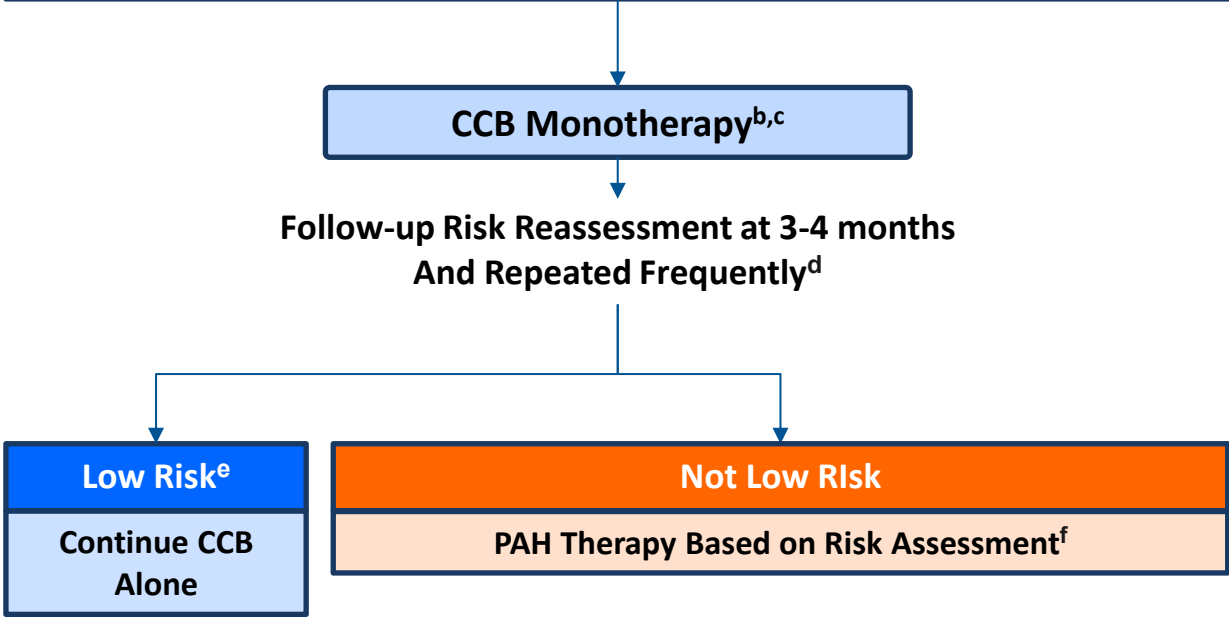 CCB Monotherapyb,c
Follow-up Risk Reassessment at 3-4 months
And Repeated Frequentlyd
Low Riske
Not Low RIsk
Continue CCB
Alone
PAH Therapy Based on Risk Assessmentf